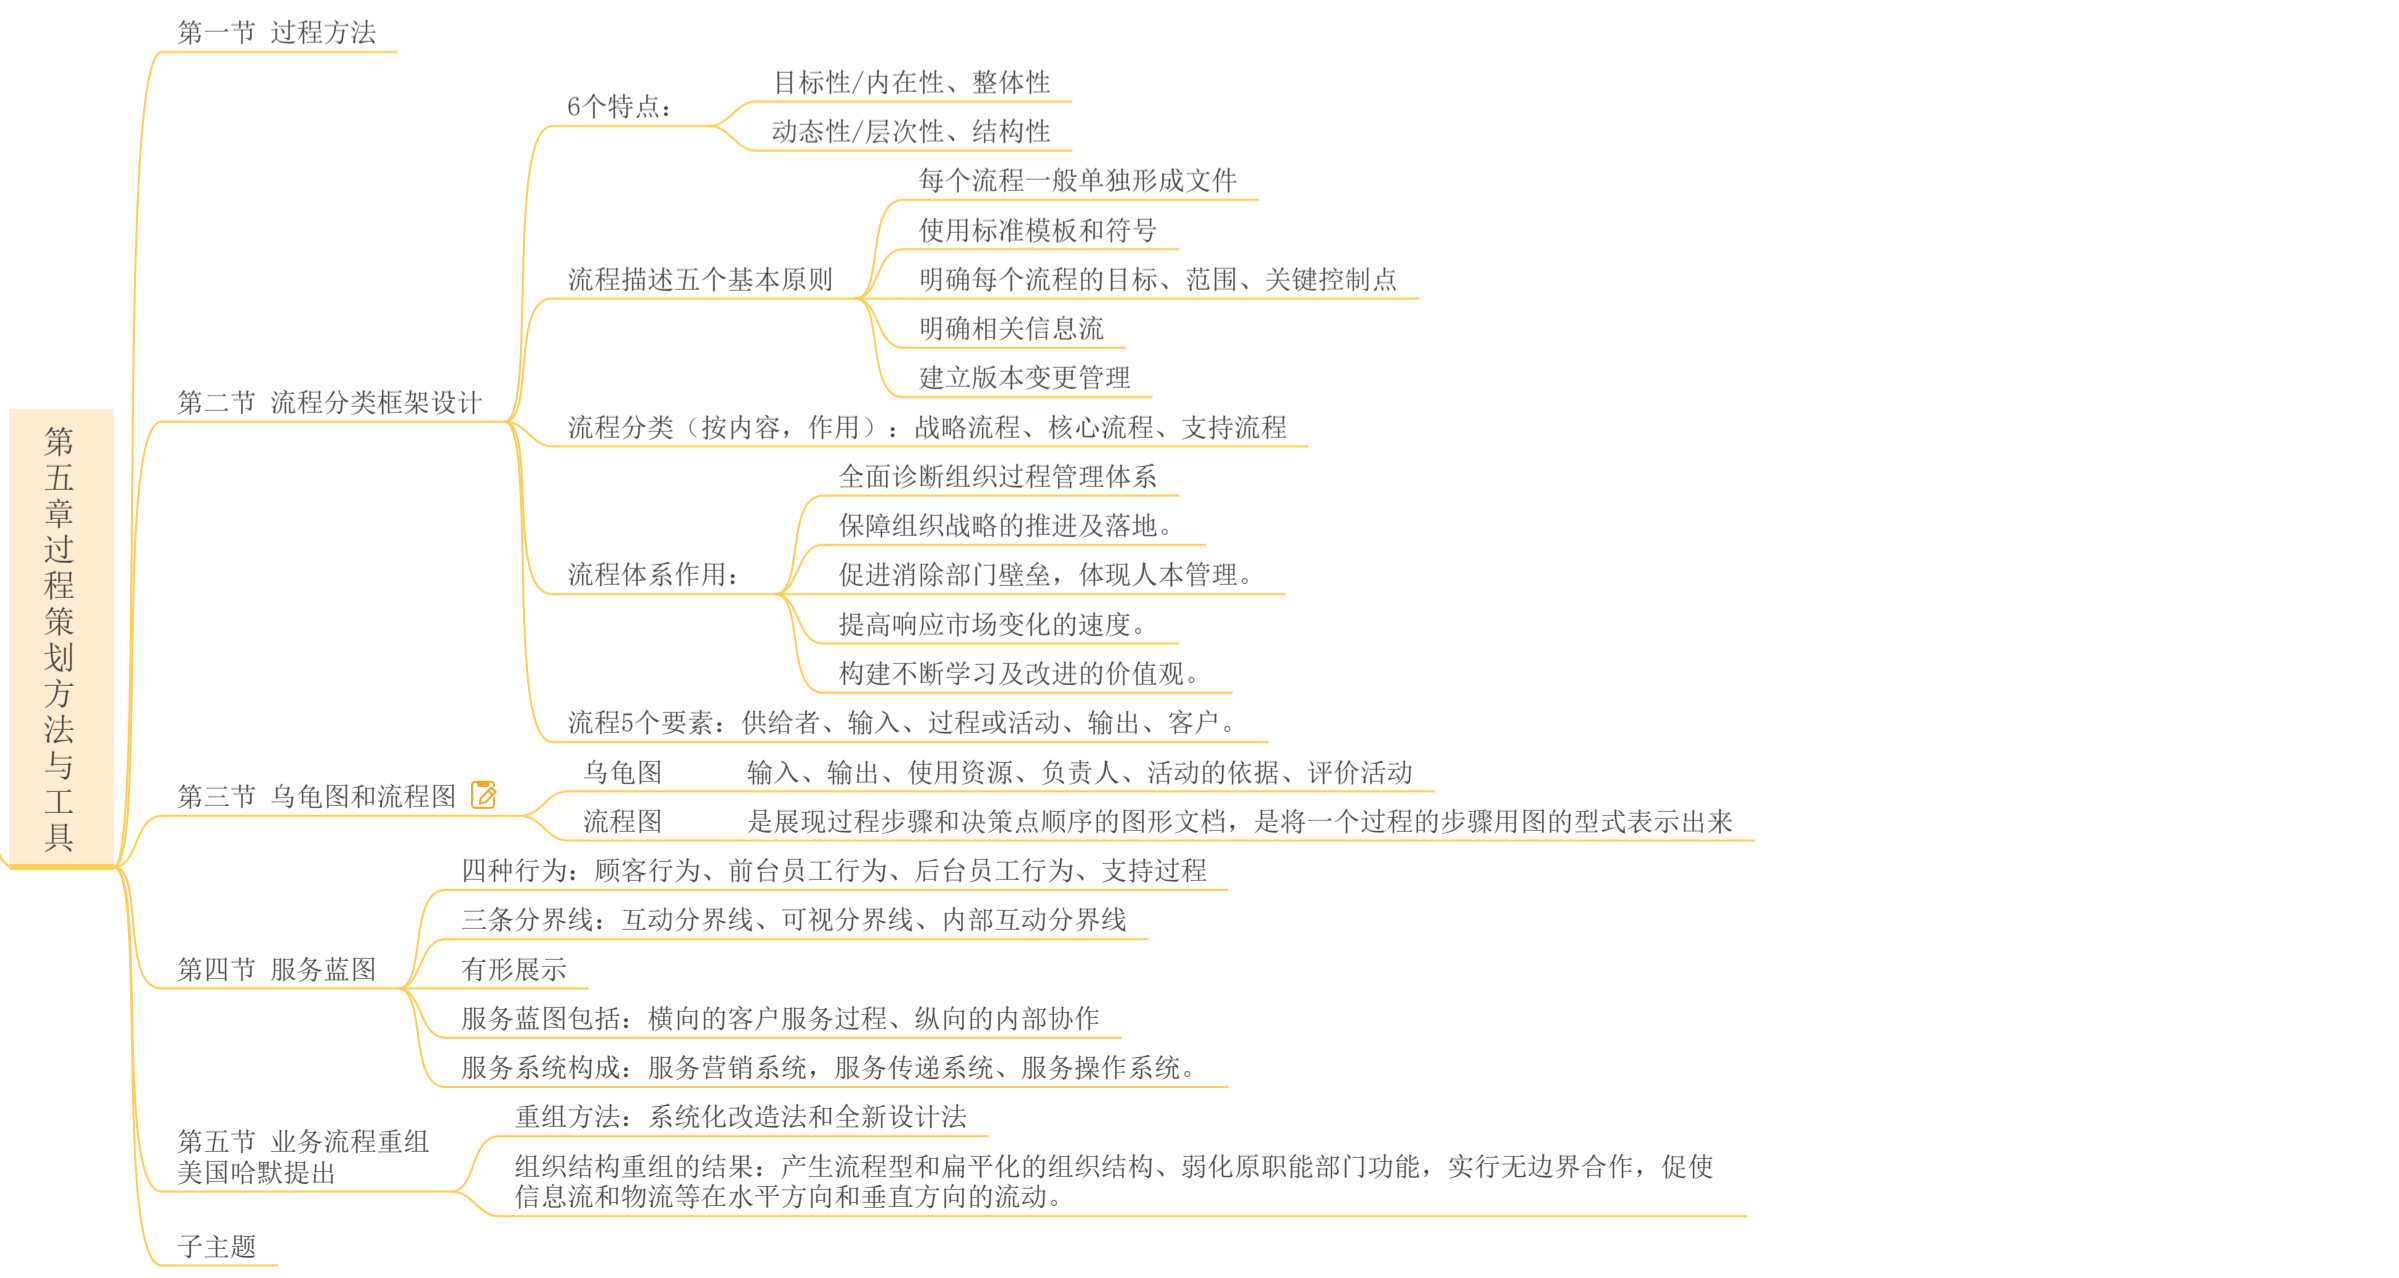 第五章过程策划方法与工具
第一节 过程方法
第二节 流程分类框架设计
6个特点：
目标性/内在性、整体性
动态性/层次性、结构性
流程描述五个基本原则
每个流程一般单独形成文件
使用标准模板和符号
明确每个流程的目标、范围、关键控制点
明确相关信息流
建立版本变更管理
流程分类（按内容，作用）：战略流程、核心流程、支持流程
流程体系作用：
全面诊断组织过程管理体系
保障组织战略的推进及落地。
促进消除部门壁垒，体现人本管理。
提高响应市场变化的速度。
构建不断学习及改进的价值观。
流程5个要素：供给者、输入、过程或活动、输出、客户。
第三节 乌龟图和流程图
乌龟图 输入、输出、使用资源、负责人、活动的依据、评价活动
流程图 是展现过程步骤和决策点顺序的图形文档，是将一个过程的步骤用图的型式表示出来
第四节 服务蓝图
四种行为：顾客行为、前台员工行为、后台员工行为、支持过程
三条分界线：互动分界线、可视分界线、内部互动分界线
有形展示
服务蓝图包括：横向的客户服务过程、纵向的内部协作
服务系统构成：服务营销系统，服务传递系统、服务操作系统。
第五节 业务流程重组
美国哈默提出
重组方法：系统化改造法和全新设计法
组织结构重组的结果：产生流程型和扁平化的组织结构、弱化原职能部门功能，实行无边界合作，促使
信息流和物流等在水平方向和垂直方向的流动。
子主题